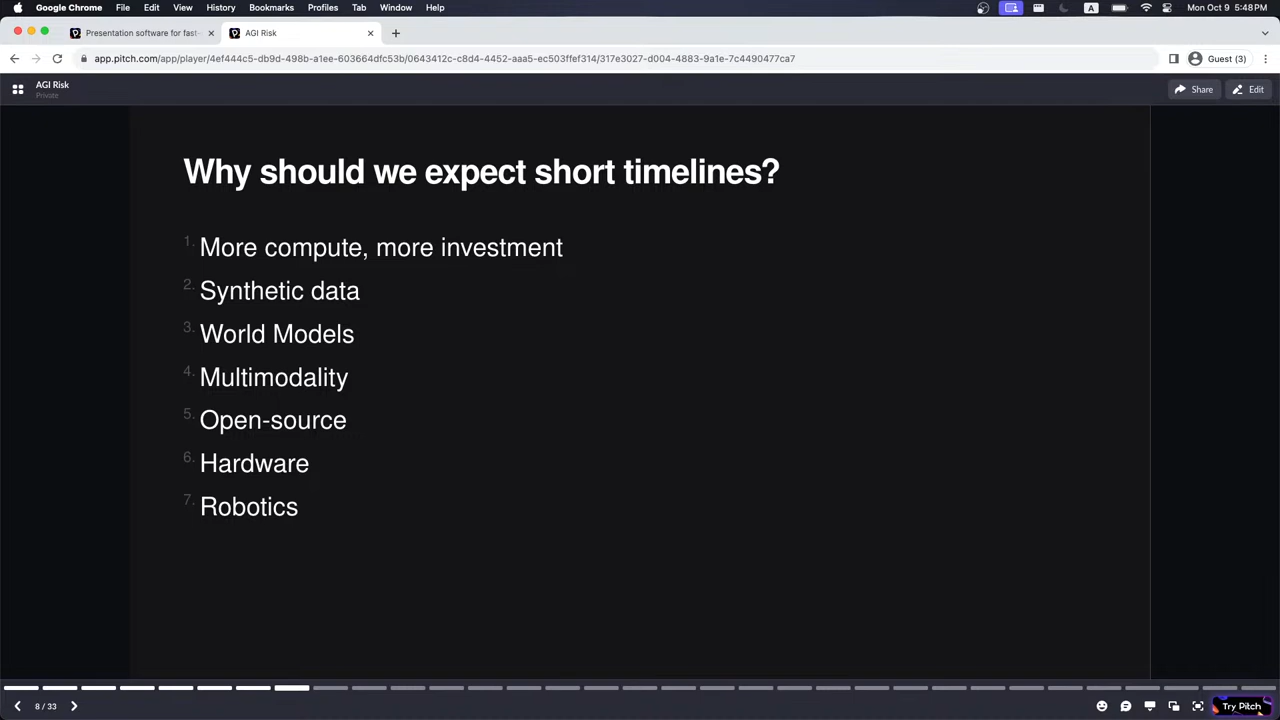 Google Chrome File Edit View History Bookmarks Profiles Tab Window Help A Mon Oct 9 5:48 PM
Presentation software for fast- AGI Risk
app.pitch.com/app/player/4ef444c5-db9d-498b-a1ee-603664dfc53b/0643412c-c8d4-4452-aaa5-ec503ffef314/317e3027-d004-4883-9a1e-7c4490477ca7 Guest (3)
AGI Risk
Private
Share Edit
Why should we expect short timelines?
1. More compute, more investment
2. Synthetic data
3. World Models
4. Multimodality
5. Open-source
6. Hardware
7. Robotics
8 / 33 Try Pitch